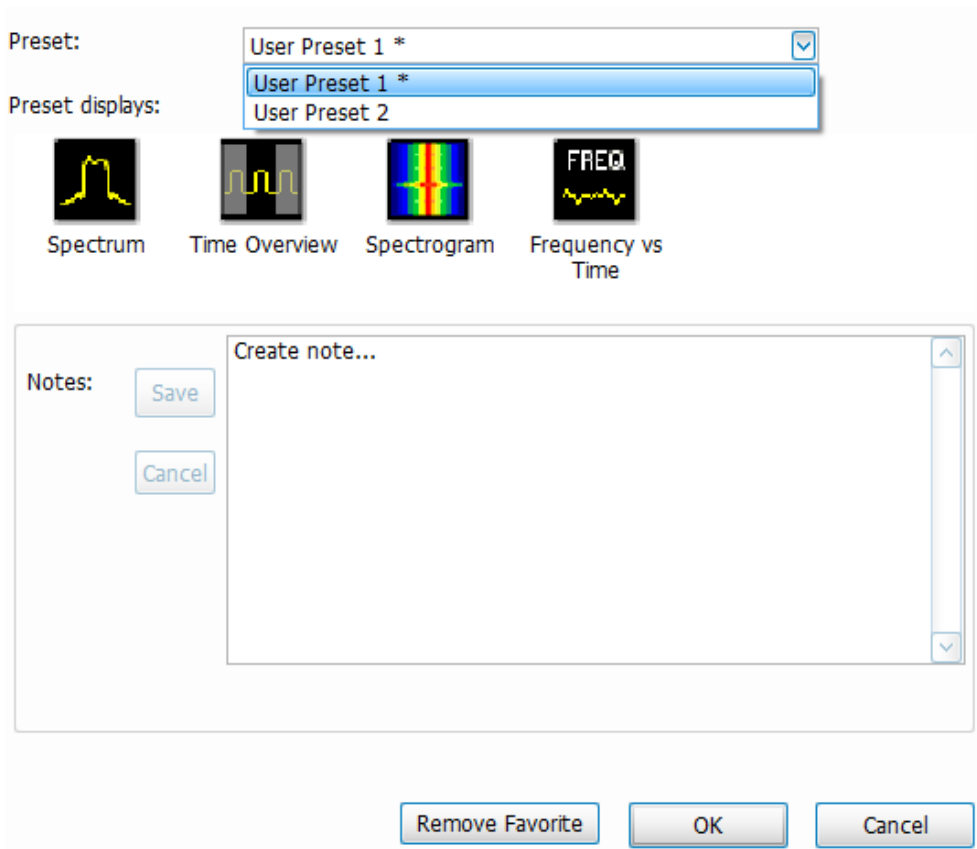 Preset:
User Preset 1 *
User Preset 1 *
User Preset 2
Preset displays:
FREQ
Spectrum
Time Overview
Spectrogram
Frequency vs
Time
Notes:
Save
Cancel
Create note...
Remove Favorite
OK
Cancel